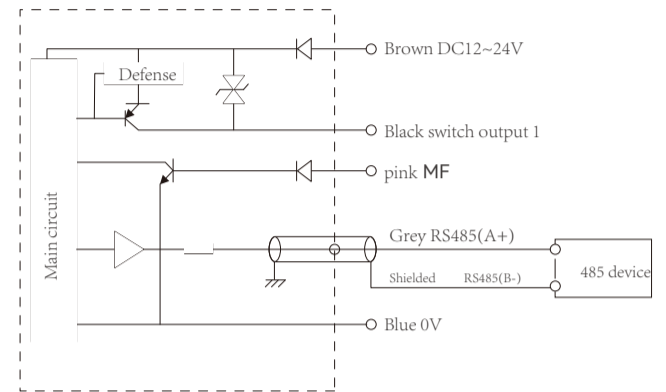 Brown DC12~24V
Defense
Black switch output 1
pink MF
Main circuit
Grey RS485(A+)
Shielded RS485(B-)
485 device
Blue 0V